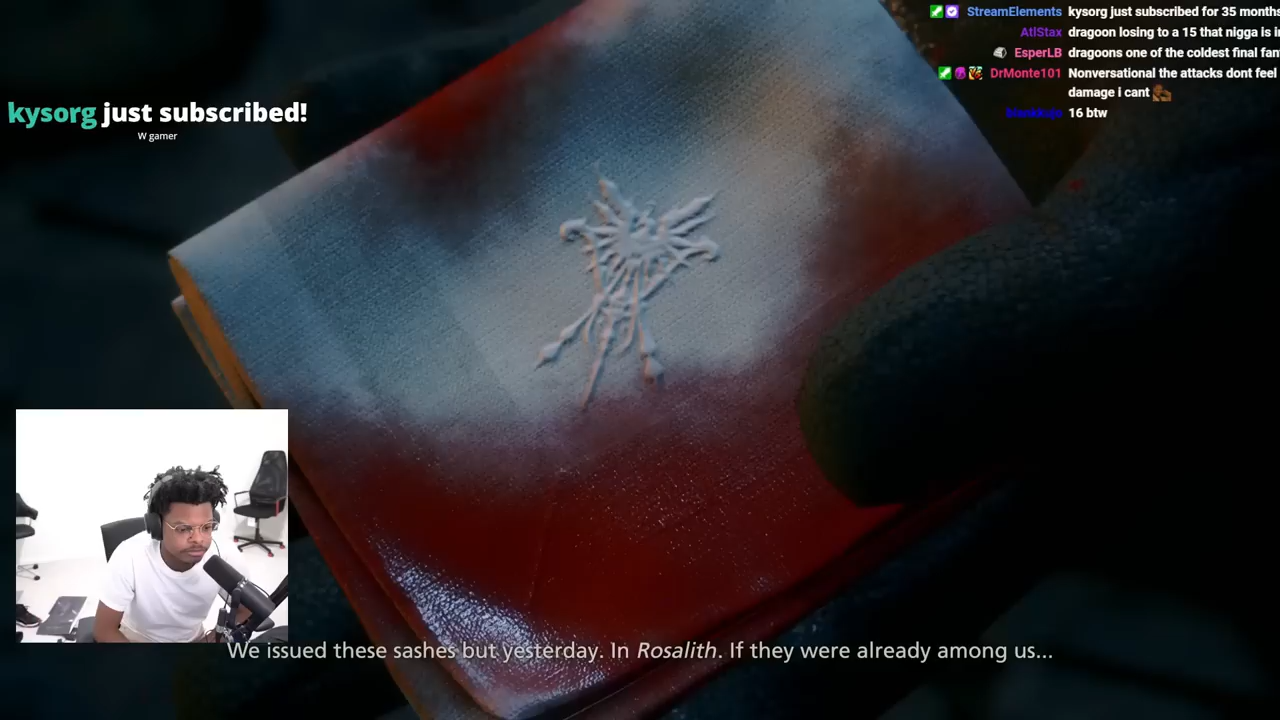 StreamElements kysorg just subscribed for 35 months
AtlStax dragoon losing to a 15 that nigga is i
EsperLB dragoons one of the coldest final fan
DrMonte101 Nonversational the attacks dont feel
damage i cant
16 btw
kysorg just subscribed!
W gamer
We issued these sashes but yesterday. In Rosalith. If they were already among us...